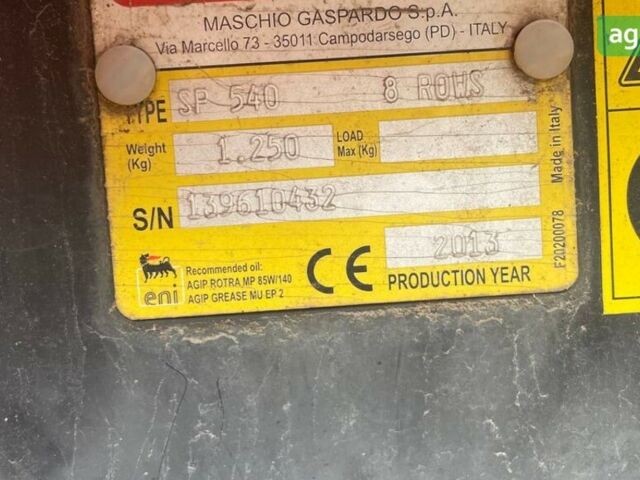 MASCHIO GASPARDO S.p.A.
Via Marcello 73 - 35011 Campodarsego (PD) - ITALY
TYPE SP 540 8 ROWS
Weight (Kg) 1.250 LOAD Max (Kg)
S/N 139610432
2013
PRODUCTION YEAR
CE
eni
Recommended oil:
AGIP ROTRA MP 85W/140
AGIP GREASE MU EP 2
F20200078 Made in Italy
ag